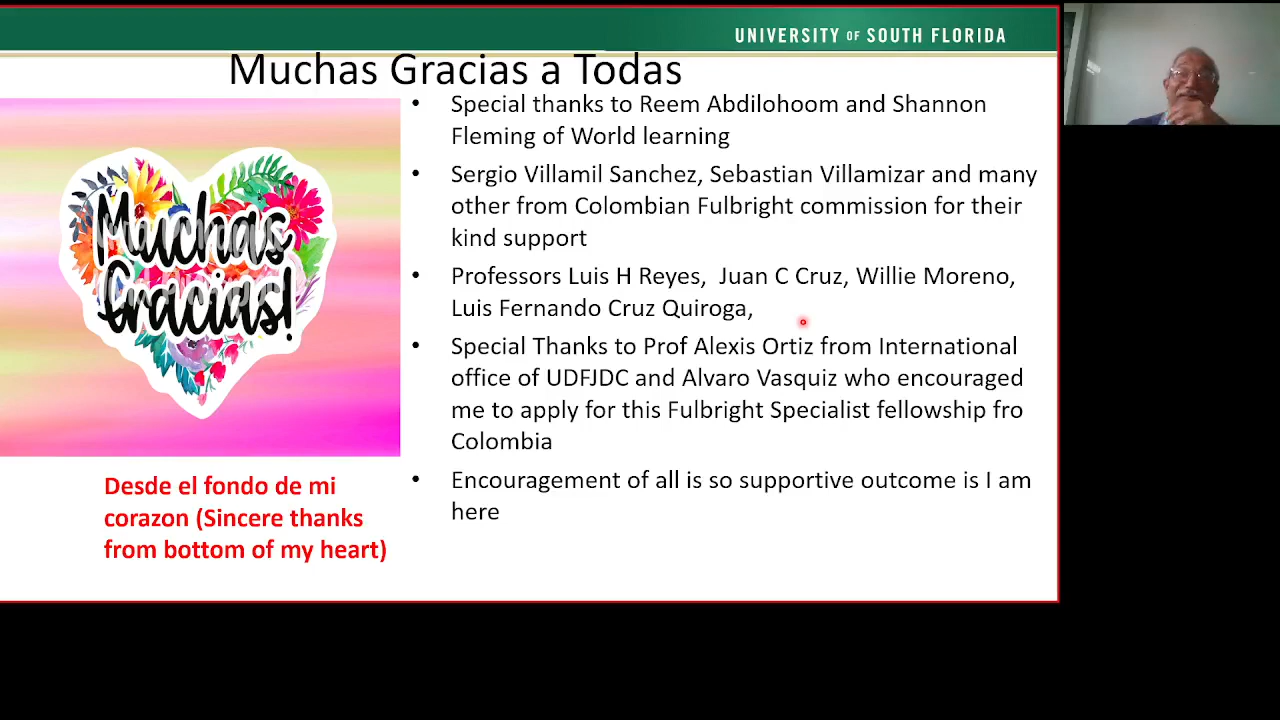 UNIVERSITY OF SOUTH FLORIDA
Muchas Gracias a Todas
• Special thanks to Reem Abdilohoom and Shannon
Fleming of World learning
• Sergio Villamil Sanchez, Sebastian Villamizar and many
other from Colombian Fulbright commission for their
kind support
• Professors Luis H Reyes, Juan C Cruz, Willie Moreno,
Luis Fernando Cruz Quiroga,
• Special Thanks to Prof Alexis Ortiz from International
office of UDFJDC and Alvaro Vasquiz who encouraged
me to apply for this Fulbright Specialist fellowship fro
Colombia
• Encouragement of all is so supportive outcome is I am
here
Muchas
Gracias!
Desde el fondo de mi
corazon (Sincere thanks
from bottom of my heart)